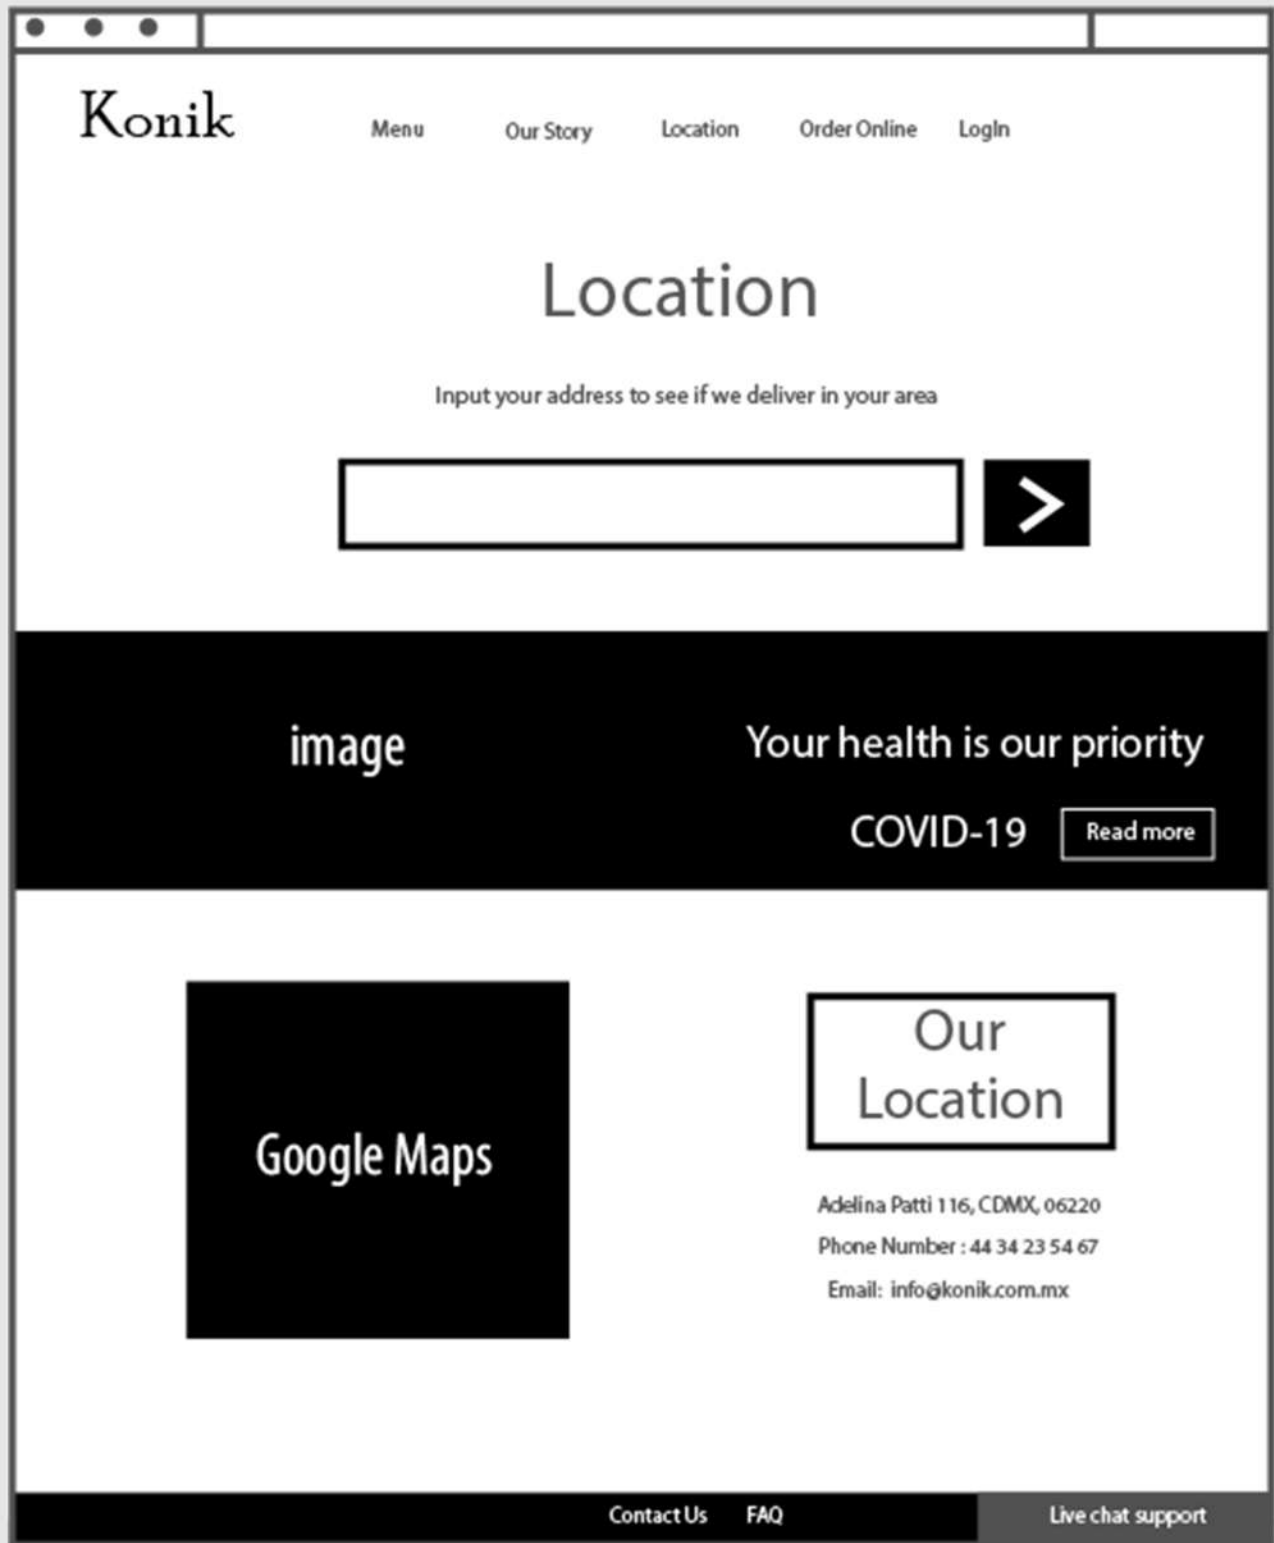 Konik
Menu Our Story Location Order Online LogIn
Location
Input your address to see if we deliver in your area
>
image
Your health is our priority
COVID-19 Read more
Google Maps
Our
Location
Adelina Patti 116, CDMX, 06220
Phone Number : 44 34 23 54 67
Email: info@konik.com.mx
Contact Us FAQ Live chat support